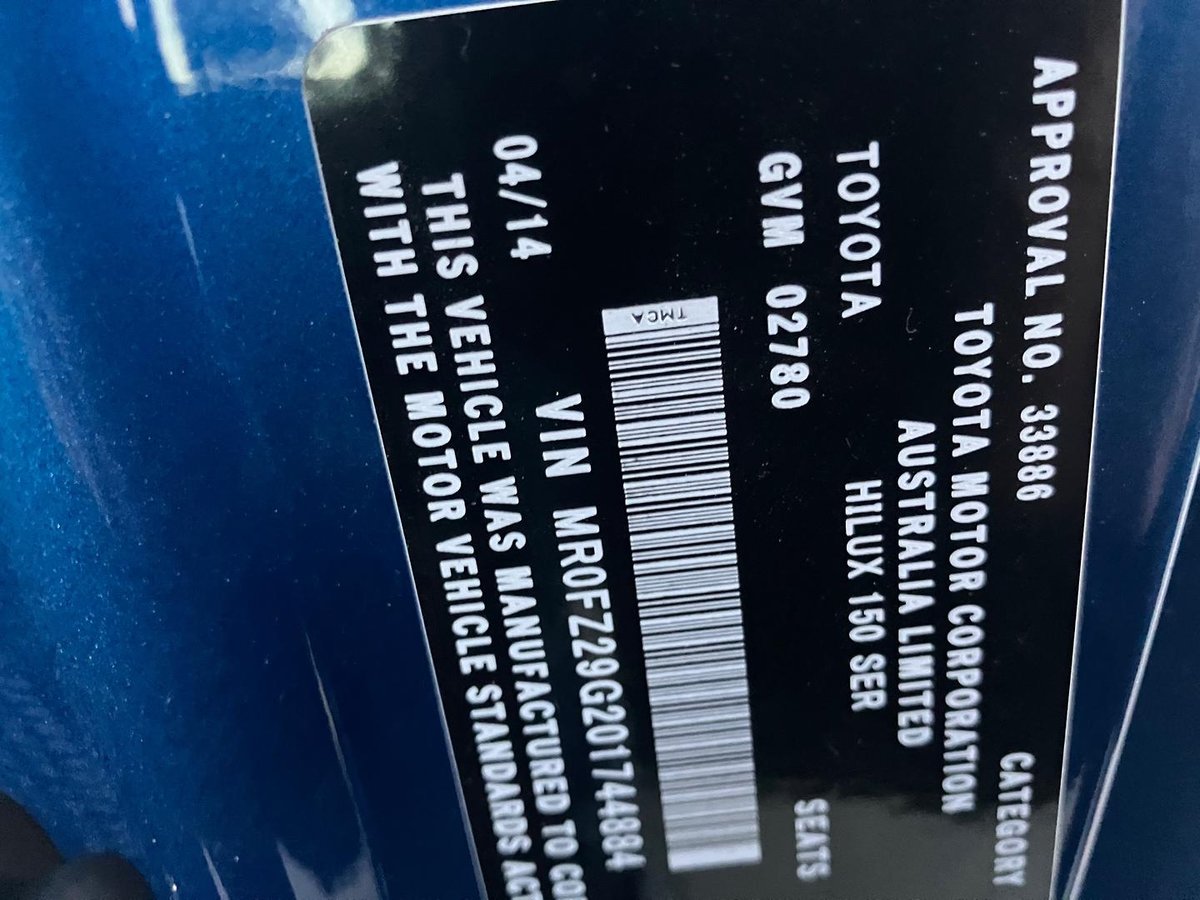 APPROVAL NO. 33886 CATEGORY
TOYOTA MOTOR CORPORATION
AUSTRALIA LIMITED
TOYOTA HILUX 150 SER
GVM 02780 SEATS
TMCA
04/14 VIN MR0FZ29G201744884
THIS VEHICLE WAS MANUFACTURED TO
WITH THE MOTOR VEHICLE STANDARDS ACT